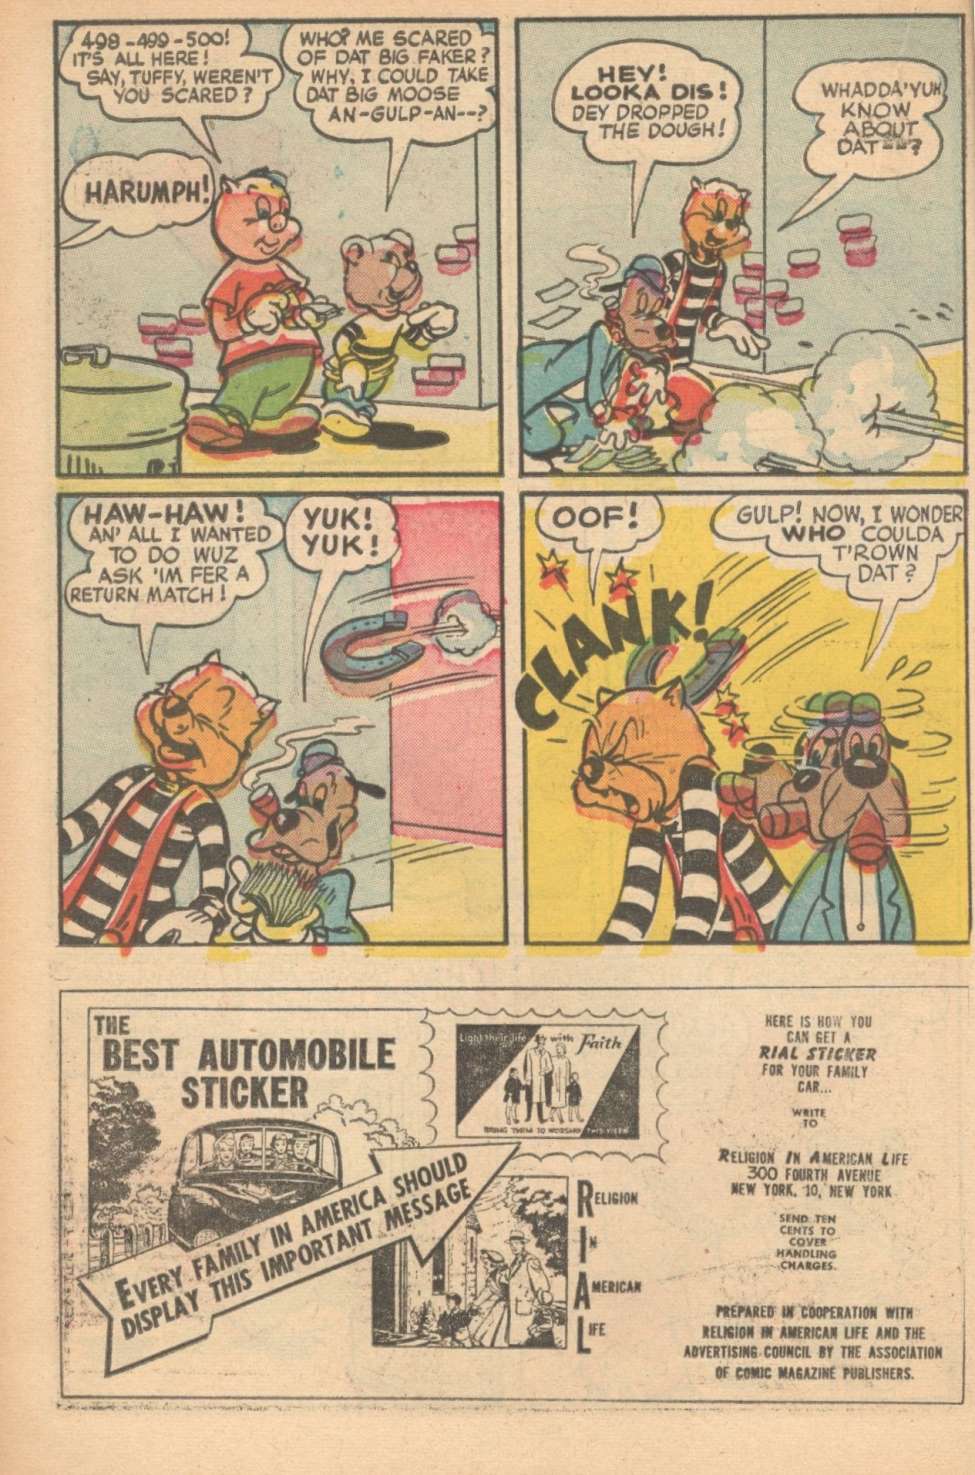 498-499-500!
IT'S ALL HERE!
SAY, TUFFY, WEREN'T
YOU SCARED?
WHO? ME SCARED
OF DAT BIG FAKER?
WHY, I COULD TAKE
DAT BIG MOOSE
AN-GULP-AN--?
HARUMPH!
HEY!
LOOKA DIS!
DEY DROPPED
THE DOUGH!
WHADDA'YUH
KNOW
ABOUT
DAT--?
HAW-HAW!
AN' ALL I WANTED
TO DO WUZ
ASK 'IM FER A
RETURN MATCH!
YUK!
YUK!
OOF!
GULP! NOW, I WONDER
WHO COULDA
T'ROWN
DAT?
CLANK!
THE
BEST AUTOMOBILE
STICKER
EVERY FAMILY IN AMERICA SHOULD
DISPLAY THIS IMPORTANT MESSAGE
Light their life with Faith
BRING THEM TO WORSHIP THIS WEEK
RELIGION
IN
AMERICAN
LIFE
HERE IS HOW YOU
CAN GET A
RIAL STICKER
FOR YOUR FAMILY
CAR...
WRITE
TO
RELIGION IN AMERICAN LIFE
300 FOURTH AVENUE
NEW YORK, 10, NEW YORK
SEND TEN
CENTS TO
COVER
HANDLING
CHARGES.
PREPARED IN COOPERATION WITH
RELIGION IN AMERICAN LIFE AND THE
ADVERTISING COUNCIL BY THE ASSOCIATION
OF COMIC MAGAZINE PUBLISHERS.